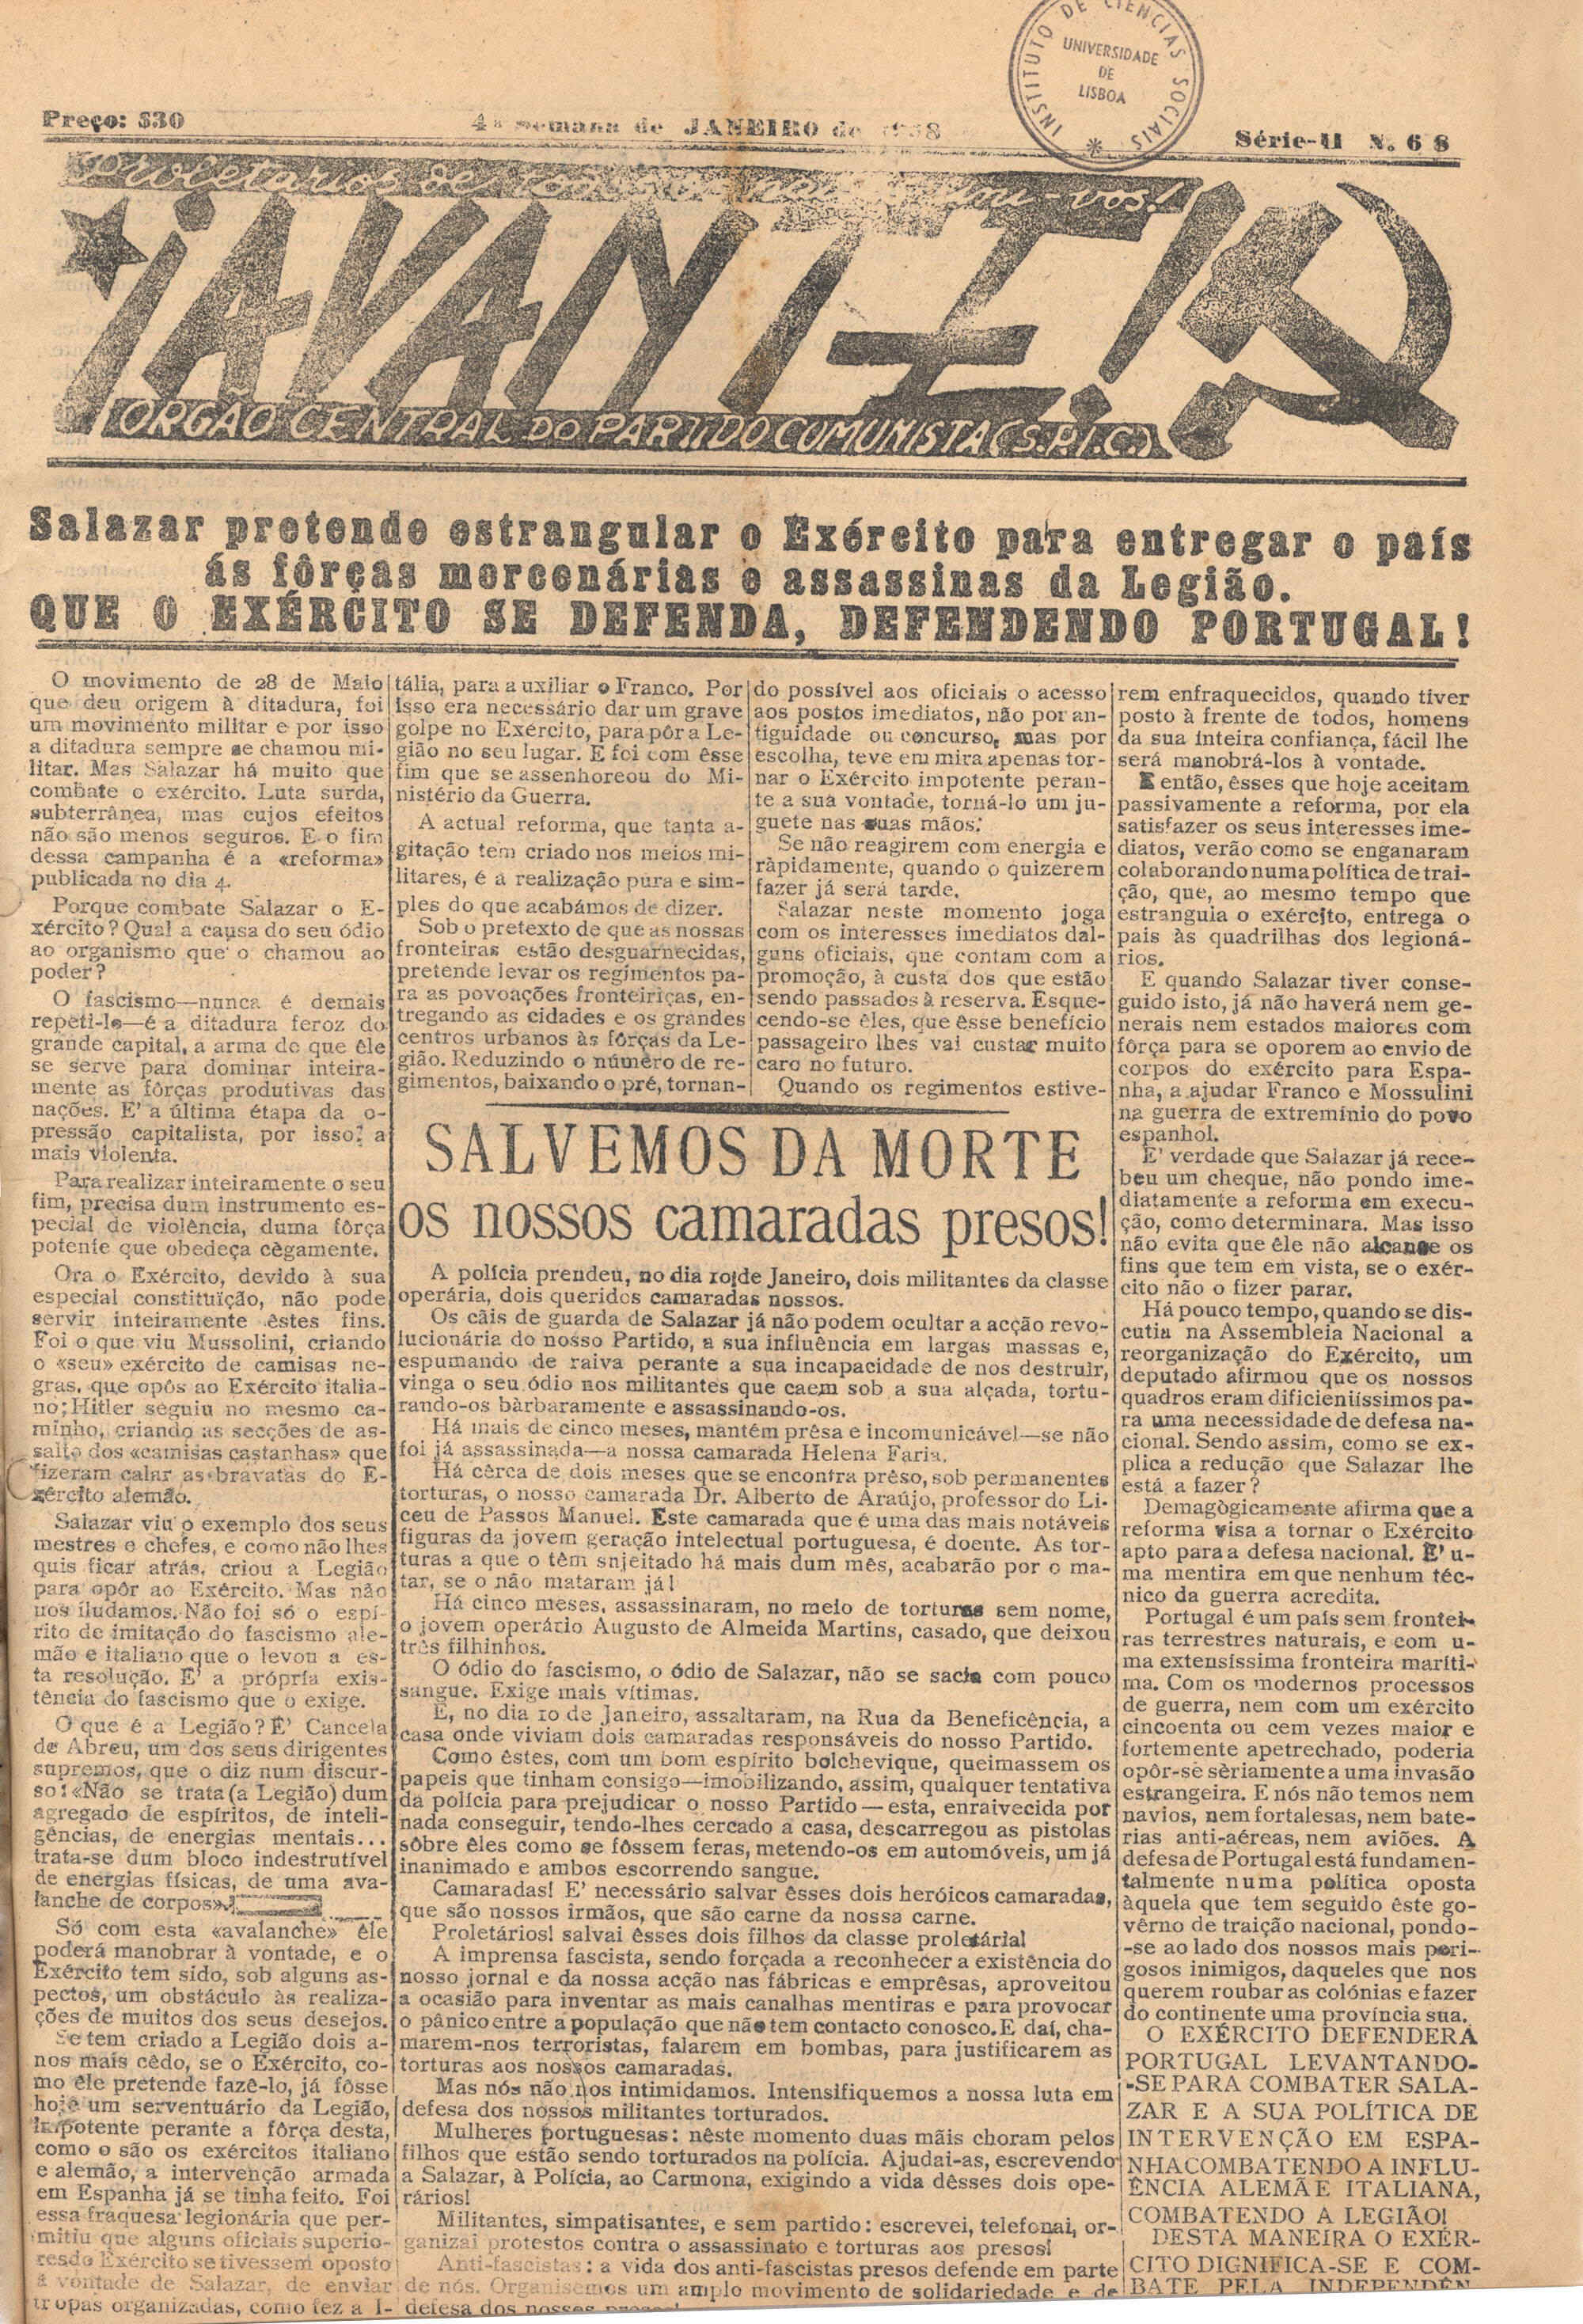 INSTITUTO DE CIENCIAS SOCIAIS
UNIVERSIDADE
DE
LISBOA
Preço: $30
4ª semana de JANEIRO de 1938
Série-II N. 68
Proletários de vos!
¡AVANTE!
ORGÃO CENTRAL DO PARTIDO COMUNISTA (S.P.I.C.)
Salazar pretende estrangular o Exército para entregar o país
ás fôrças mercenárias e assassinas da Legião.
QUE O EXÉRCITO SE DEFENDA, DEFENDENDO PORTUGAL!
O movimento de 28 de Maio
que deu origem à ditadura, foi
um movimento militar e por isso
a ditadura sempre se chamou mi-
litar. Mas Salazar há muito que
combate o exército. Luta surda,
subterrânea, mas cujos efeitos
não são menos seguros. E o fim
dessa campanha é a «reforma»
publicada no dia 4.
Porque combate Salazar o E-
xército? Qual a causa do seu ódio
ao organismo que o chamou ao
poder?
O fascismo—nunca é demais
repeti-lo—é a ditadura feroz do
grande capital, a arma de que êle
se serve para dominar inteira-
mente as fôrças produtivas das
nações. E' a última étapa da o-
pressão capitalista, por isso: a
mais violenta.
Para realizar inteiramente o seu
fim, precisa dum instrumento es-
pecial de violência, duma fôrça
potente que obedeça cègamente.
Ora o Exército, devido à sua
especial constitüição, não pode
servir inteiramente êstes fins.
Foi o que viu Mussolini, criando
o «seu» exército de camisas ne-
gras, que opôs ao Exército italia-
no; Hitler seguiu no mesmo ca-
minho, criando as secções de as-
salto dos «camisas castanhas» que
fizeram calar as bravatas do E-
xército alemão.
Salazar viu o exemplo dos seus
mestres e chefes, e como não lhes
quis ficar atrás, criou a Legião
para opôr ao Exército. Mas não
nos iludamos. Não foi só o espí-
rito de imitação do fascismo ale-
mão e italiano que o levou a es-
ta resolução. E' a própria exis-
tência do fascismo que o exige.
O que é a Legião? E' Cancela
de Abreu, um dos seus dirigentes
supremos, que o diz num discur-
so: «Não se trata (a Legião) dum
agregado de espíritos, de inteli-
gências, de energias mentais...
trata-se dum bloco indestrutível
de energias físicas, de uma ava-
lanche de corpos»!
Só com esta «avalanche» êle
poderá manobrar à vontade, e o
Exército tem sido, sob alguns as-
pectos, um obstáculo às realiza-
ções de muitos dos seus desejos.
Se tem criado a Legião dois a-
nos mais cêdo, se o Exército, co-
mo êle pretende fazê-lo, já fôsse
hoje um serventuário da Legião,
impotente perante a fôrça desta,
como o são os exércitos italiano
e alemão, a intervenção armada
em Espanha já se tinha feito. Foi
essa fraquesa legionária que per-
mitiu que alguns oficiais superio-
res do Exército se tivessem oposto
à vontade de Salazar, de enviar
tropas organizadas, como fez a I-
tália, para auxiliar o Franco. Por
isso era necessário dar um grave
golpe no Exército, para pôr a Le-
gião no seu lugar. E foi com êsse
fim que se assenhoreou do Mi-
nistério da Guerra.
A actual reforma, que tanta a-
gitação tem criado nos meios mi-
litares, é a realização pura e sim-
ples do que acabámos de dizer.
Sob o pretexto de que as nossas
fronteiras estão desguarnecidas,
pretende levar os regimentos pa-
ra as povoações fronteiriças, en-
tregando as cidades e os grandes
centros urbanos às fôrças da Le-
gião. Reduzindo o número de re-
gimentos, baixando o pré, tornan-
do possível aos oficiais o acesso
aos postos imediatos, não por an-
tiguidade ou concurso, mas por
escolha, teve em mira apenas tor-
nar o Exército impotente peran-
te a sua vontade, torná-lo um ju-
guete nas suas mãos.
Se não reagirem com energia e
ràpidamente, quando o quizerem
fazer já será tarde.
Salazar neste momento joga
com os interesses imediatos dal-
guns oficiais, que contam com a
promoção, à custa dos que estão
sendo passados à reserva. Esque-
cendo-se êles, que êsse benefício
passageiro lhes vai custar muito
caro no futuro.
Quando os regimentos estive-
rem enfraquecidos, quando tiver
posto à frente de todos, homens
da sua inteira confiança, fácil lhe
será manobrá-los à vontade.
E então, êsses que hoje aceitam
passivamente a reforma, por ela
satisfazer os seus interesses ime-
diatos, verão como se enganaram
colaborando numa política de trai-
ção, que, ao mesmo tempo que
estrangula o exército, entrega o
pais às quadrilhas dos legioná-
rios.
E quando Salazar tiver conse-
guido isto, já não haverá nem ge-
nerais nem estados maiores com
fôrça para se oporem ao envio de
corpos do exército para Espa-
nha, a ajudar Franco e Mossulini
na guerra de extremínio do povo
espanhol.
E' verdade que Salazar já rece-
beu um cheque, não pondo ime-
diatamente a reforma em execu-
ção, como determinara. Mas isso
não evita que êle não alcance os
fins que tem em vista, se o exér-
cito não o fizer parar.
Há pouco tempo, quando se dis-
cutiu na Assembleia Nacional a
reorganização do Exército, um
deputado afirmou que os nossos
quadros eram dificientíssimos pa-
ra uma necessidade de defesa na-
cional. Sendo assim, como se ex-
plica a redução que Salazar lhe
está a fazer?
Demagògicamente afirma que a
reforma visa a tornar o Exército
apto para a defesa nacional. E' u-
ma mentira em que nenhum téc-
nico da guerra acredita.
Portugal é um país sem frontei-
ras terrestres naturais, e com u-
ma extensíssima fronteira maríti-
ma. Com os modernos processos
de guerra, nem com um exército
cincoenta ou cem vezes maior e
fortemente apetrechado, poderia
opôr-se sèriamente a uma invasão
estrangeira. E nós não temos nem
navios, nem fortalesas, nem bate-
rias anti-aéreas, nem aviões. A
defesa de Portugal está fundamen-
talmente numa política oposta
àquela que tem seguido êste go-
vêrno de traição nacional, pondo-
-se ao lado dos nossos mais peri-
gosos inimigos, daqueles que nos
querem roubar as colónias e fazer
do continente uma província sua.
O EXÉRCITO DEFENDERÁ
PORTUGAL LEVANTANDO-
-SE PARA COMBATER SALA-
ZAR E A SUA POLÍTICA DE
INTERVENÇÃO EM ESPA-
NHA COMBATENDO A INFLU-
ÊNCIA ALEMÃ E ITALIANA,
COMBATENDO A LEGIÃO!
DESTA MANEIRA O EXÉR-
CITO DIGNIFICA-SE E COM-
BATE PELA INDEPENDÊN
SALVEMOS DA MORTE
os nossos camaradas presos!
A polícia prendeu, no dia 10 de Janeiro, dois militantes da classe
operária, dois queridos camaradas nossos.
Os cãis de guarda de Salazar já não podem ocultar a acção revo-
lucionária do nosso Partido, a sua influência em largas massas e,
espumando de raiva perante a sua incapacidade de nos destruir,
vinga o seu ódio nos militantes que caem sob a sua alçada, tortu-
rando-os bàrbaramente e assassinando-os.
Há mais de cinco meses, mantém prêsa e incomunicável—se não
foi já assassinada—a nossa camarada Helena Faria.
Há cêrca de dois meses que se encontra prêso, sob permanentes
torturas, o nosso camarada Dr. Alberto de Araújo, professor do Li-
ceu de Passos Manuel. Este camarada que é uma das mais notáveis
figuras da jovem geração intelectual portuguesa, é doente. As tor-
turas a que o têm snjeitado há mais dum mês, acabarão por o ma-
tar, se o não mataram já!
Há cinco meses, assassinaram, no meio de torturas sem nome,
o jovem operário Augusto de Almeida Martins, casado, que deixou
três filhinhos.
O ódio do fascismo, o ódio de Salazar, não se sacia com pouco
sangue. Exige mais vítimas.
E, no dia 10 de Janeiro, assaltaram, na Rua da Beneficência, a
casa onde viviam dois camaradas responsáveis do nosso Partido.
Como êstes, com um bom espírito bolchevique, queimassem os
papeis que tinham consigo—imobilizando, assim, qualquer tentativa
da polícia para prejudicar o nosso Partido—esta, enraivecida por
nada conseguir, tendo-lhes cercado a casa, descarregou as pistolas
sôbre êles como se fôssem feras, metendo-os em automóveis, um já
inanimado e ambos escorrendo sangue.
Camaradas! E' necessário salvar êsses dois heróicos camaradas,
que são nossos irmãos, que são carne da nossa carne.
Proletários! salvai êsses dois filhos da classe proletária!
A imprensa fascista, sendo forçada a reconhecer a existência do
nosso jornal e da nossa acção nas fábricas e emprêsas, aproveitou
a ocasião para inventar as mais canalhas mentiras e para provocar
o pânico entre a população que não tem contacto conosco. E daí, cha-
marem-nos terroristas, falarem em bombas, para justificarem as
torturas aos nossos camaradas.
Mas nós não nos intimidamos. Intensifiquemos a nossa luta em
defesa dos nossos militantes torturados.
Mulheres portuguesas: nêste momento duas mãis choram pelos
filhos que estão sendo torturados na polícia. Ajudai-as, escrevendo
a Salazar, à Polícia, ao Carmona, exigindo a vida dêsses dois ope-
rários!
Militantes, simpatisantes, e sem partido: escrevei, telefonai, or-
ganizai protestos contra o assassinato e torturas aos presos!
Anti-fascistas: a vida dos anti-fascistas presos defende em parte
de nós. Organisemos um amplo movimento de solidariedade e de
defesa dos nossos presos!